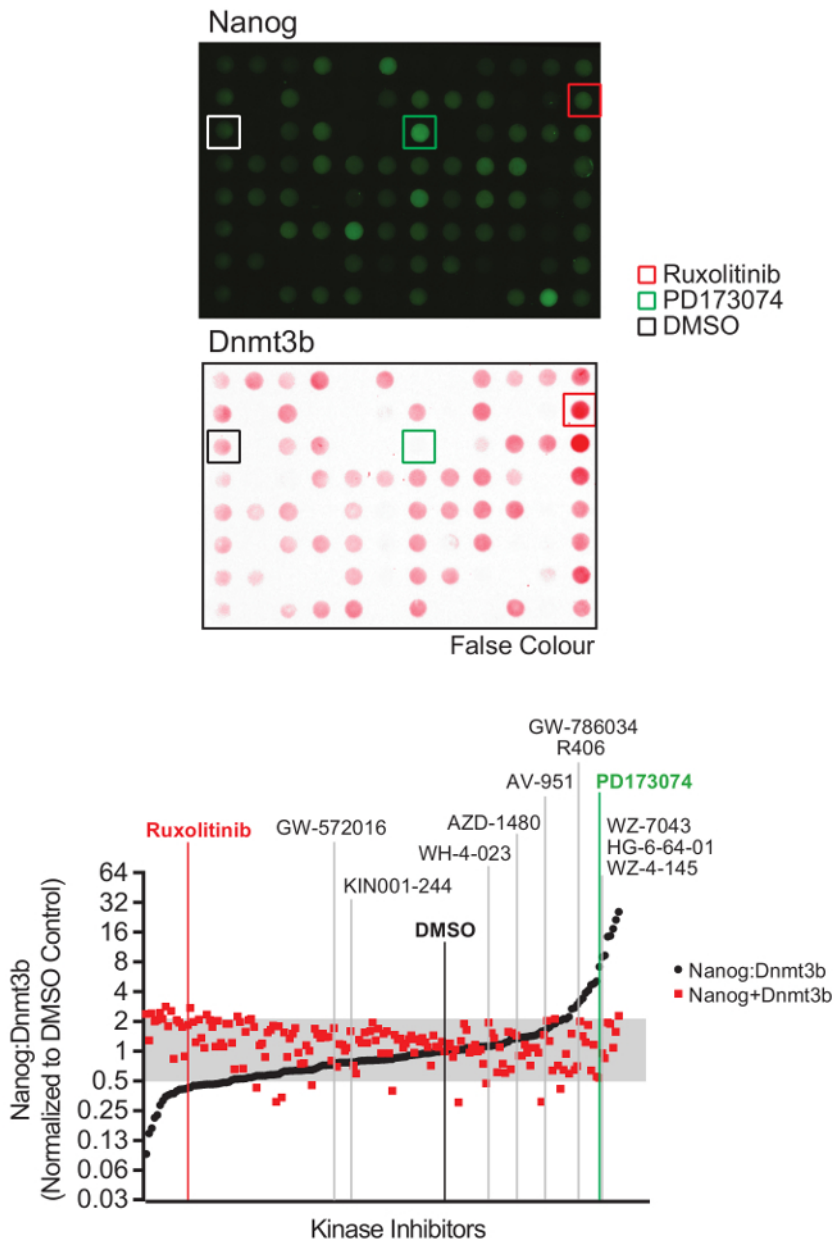 Nanog
Ruxolitinib
PD173074
DMSO
Dnmt3b
False Colour
GW-786034
R406
AV-951
PD173074
Ruxolitinib
GW-572016
AZD-1480
WZ-7043
WH-4-023
HG-6-64-01
KIN001-244
WZ-4-145
DMSO
Nanog:Dnmt3b
(Normalized to DMSO Control)
64
32
16
8
4
2
1
0.5
0.25
0.13
0.06
0.03
Nanog:Dnmt3b
Nanog+Dnmt3b
Kinase Inhibitors